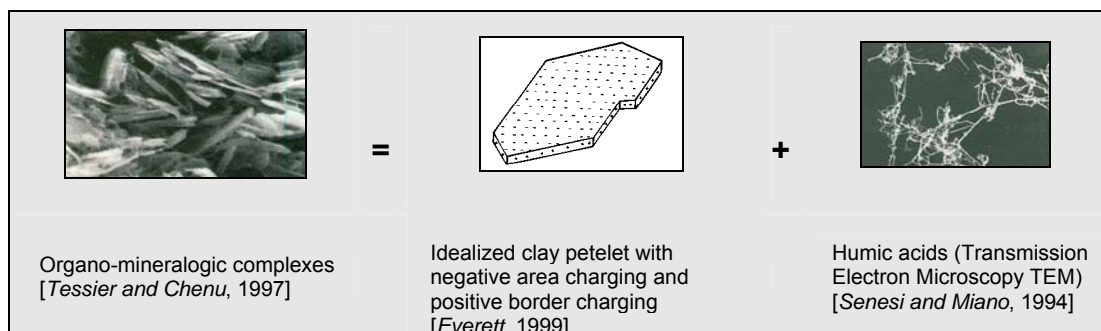 =
+
Organo-mineralogic complexes
[Tessier and Chenu, 1997]
Idealized clay petelet with
negative area charging and
positive border charging
[Everett, 1999]
Humic acids (Transmission
Electron Microscopy TEM)
[Senesi and Miano, 1994]